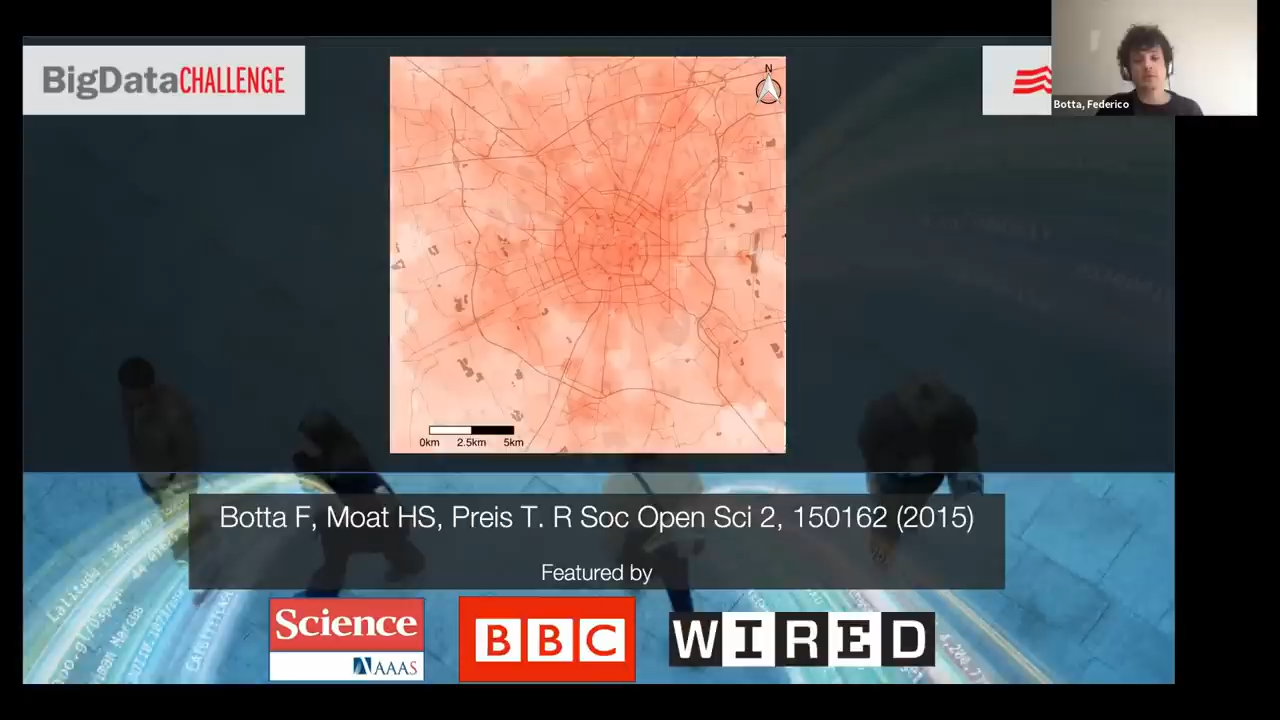 BigDataCHALLENGE
N
Botta, Federico
0km 2.5km 5km
Botta F, Moat HS, Preis T. R Soc Open Sci 2, 150162 (2015)
Featured by
Science
AAAS
BBC
WIRED
Latitude